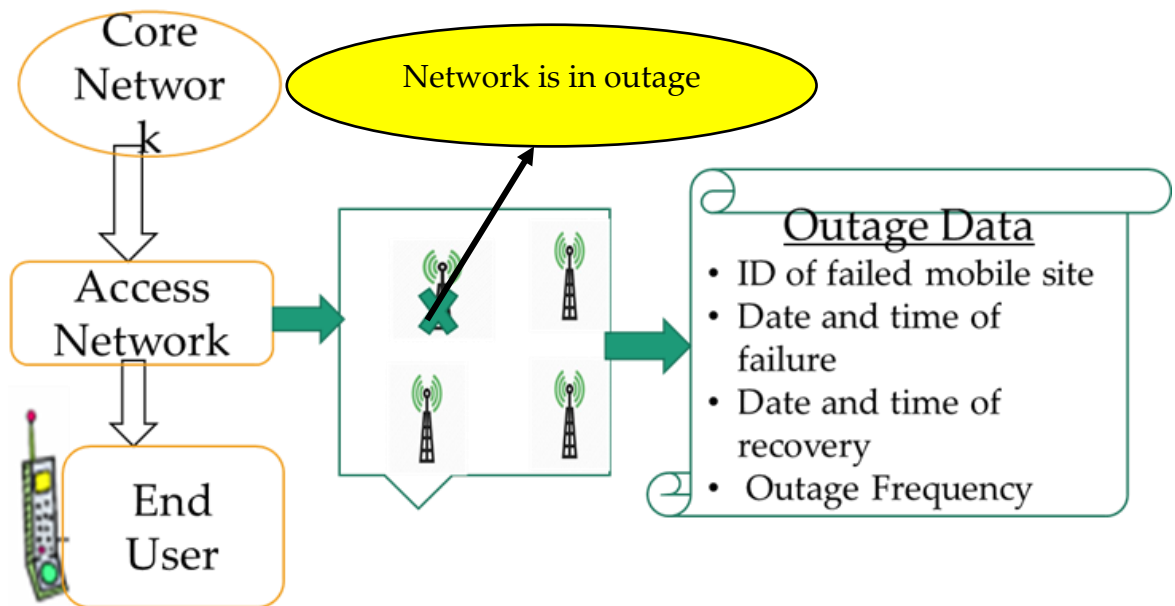 Core
Networ
k
Network is in outage
Access
Network
End
User
Outage Data
• ID of failed mobile site
• Date and time of
failure
• Date and time of
recovery
• Outage Frequency